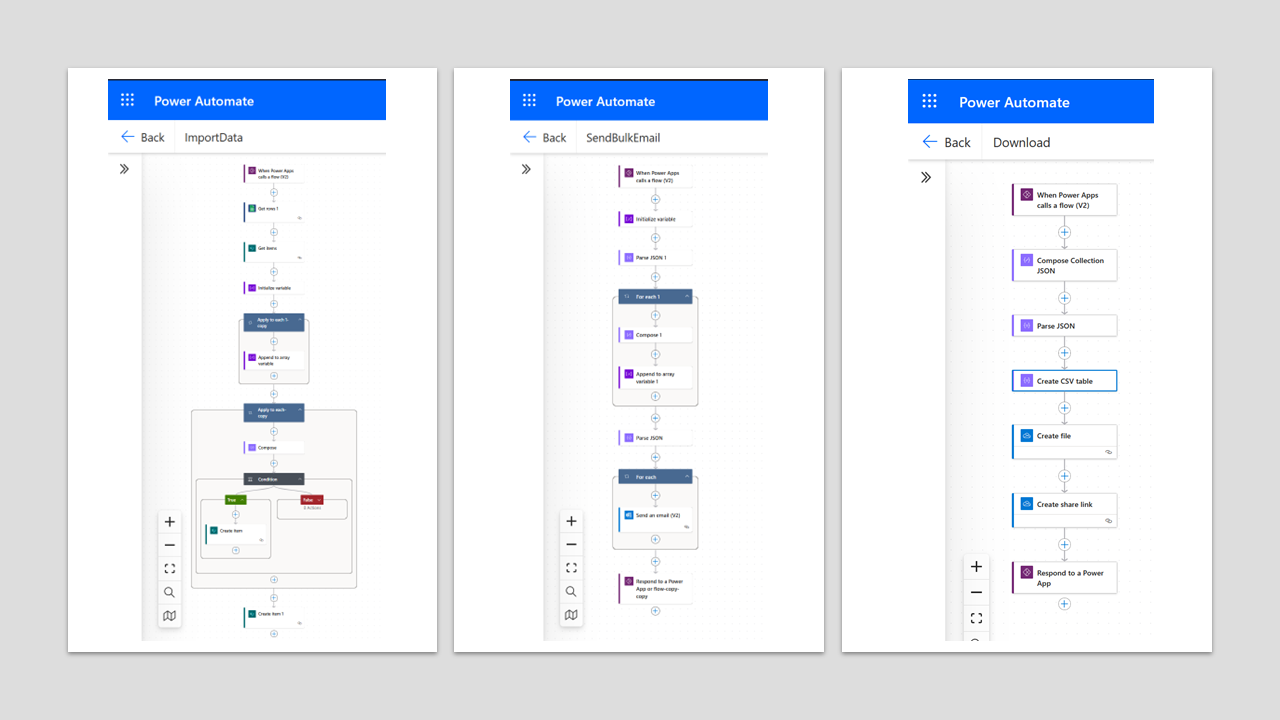 Power Automate
Back
ImportData
When Power Apps
calls a flow (V2)
Get rows 1
Get items
Initialize variable
Apply to each 1-
copy
Append to array
variable
Apply to each-
copy
Compose
Condition
True
False
0 Actions
Create item
Create item 1
Power Automate
Back
SendBulkEmail
When Power Apps
calls a flow (V2)
Initialize variable
Parse JSON 1
For each 1
Compose 1
Append to array
variable 1
Parse JSON
For each
Send an email (V2)
Respond to a Power
App or flow-copy-
copy
Power Automate
Back
Download
When Power Apps
calls a flow (V2)
Compose Collection
JSON
Parse JSON
Create CSV table
Create file
Create share link
Respond to a Power
App